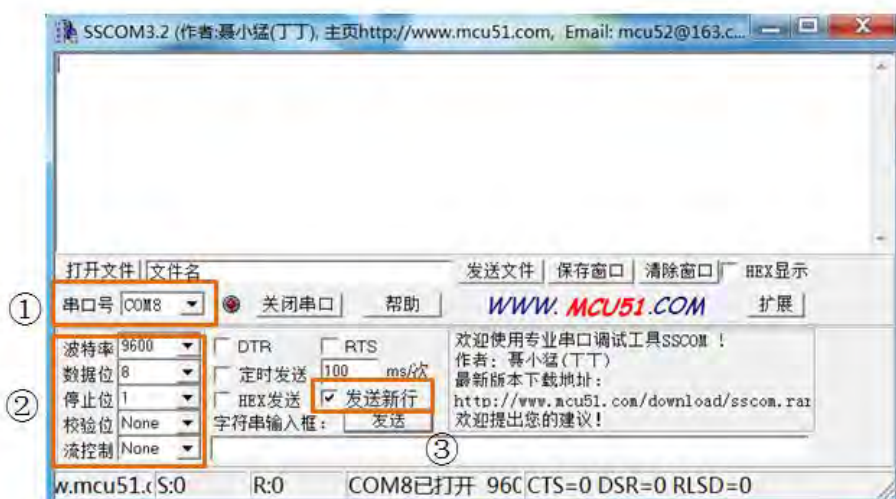 SSCOM3.2 (作者:聂小猛(丁丁), 主页http://www.mcu51.com, Email: mcu52@163.c...
打开文件 文件名 发送文件 保存窗口 清除窗口 HEX显示
① 串口号 COM8 关闭串口 帮助 WWW.MCU51.COM 扩展
波特率 9600 DTR RTS
数据位 8 定时发送 100 ms/次
② 停止位 1 HEX发送 发送新行
校验位 None 字符串输入框: 发送
流控制 None ③
欢迎使用专业串口调试工具SSCOM !
作者: 聂小猛(丁丁)
最新版本下载地址:
http://www.mcu51.com/download/sscom.rar
欢迎提出您的建议!
w.mcu51.c S:0 R:0 COM8已打开 960 CTS=0 DSR=0 RLSD=0